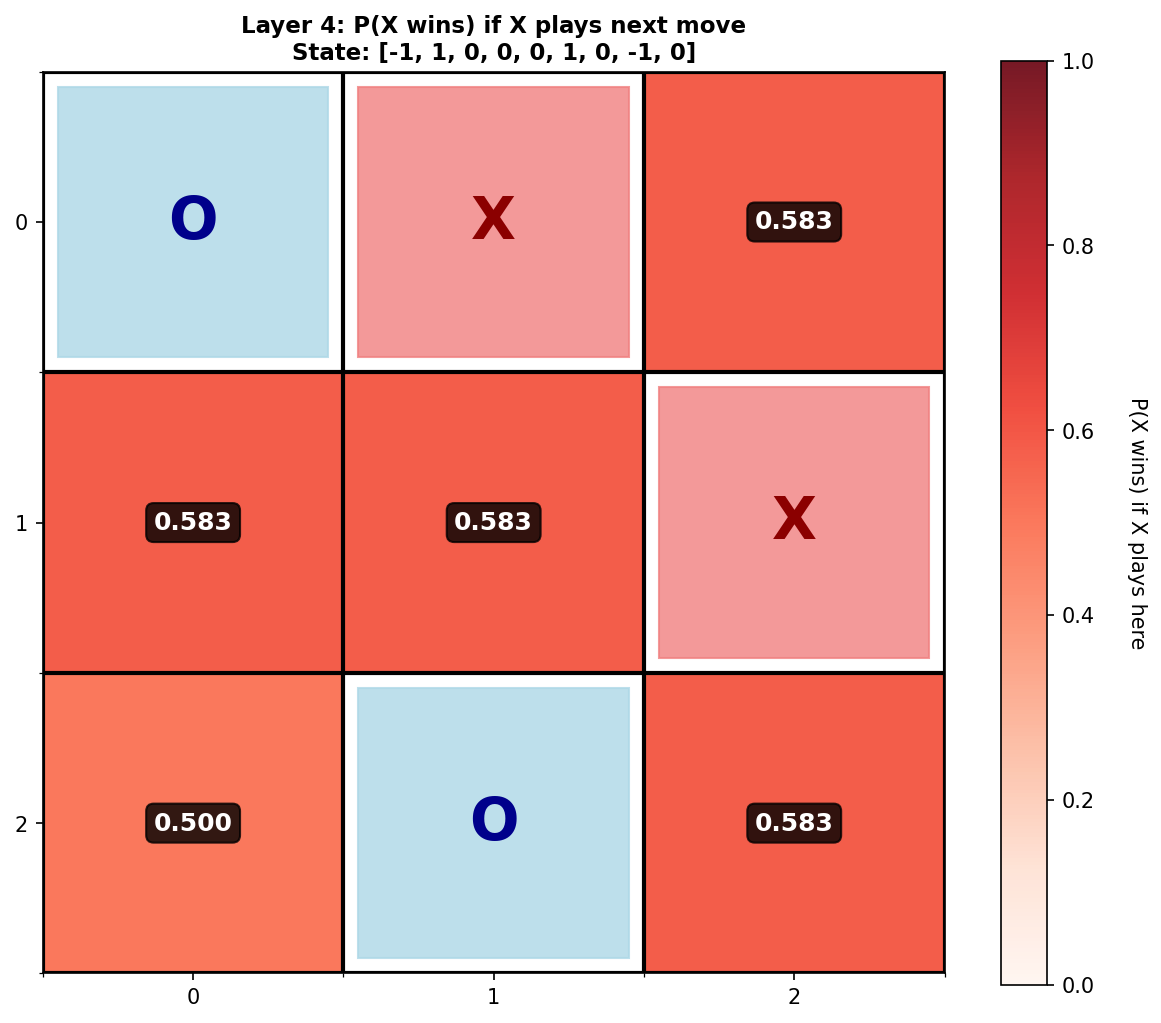 Layer 4: P(X wins) if X plays next move
State: [-1, 1, 0, 0, 0, 1, 0, -1, 0]
0
O
X
0.583
1
0.583
0.583
X
2
0.500
O
0.583
0
1
2
1.0
0.8
0.6
0.4
0.2
0.0
P(X wins) if X plays here